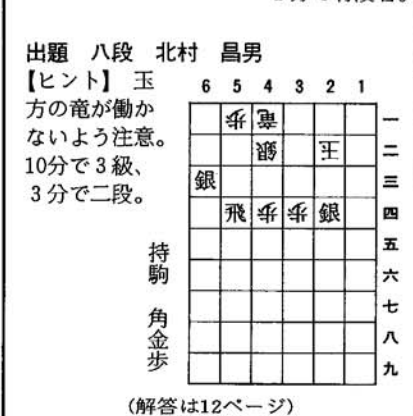 出題 八段 北村 昌男
【ヒント】 玉
方の竜が働か
ないよう注意。
10分で3級、
3分で二段。
6 5 4 3 2 1
歩 竜 一
銀 玉 二
銀 三
飛 歩 歩 銀 四
五
六
七
八
九
持駒 角金歩
(解答は12ページ)